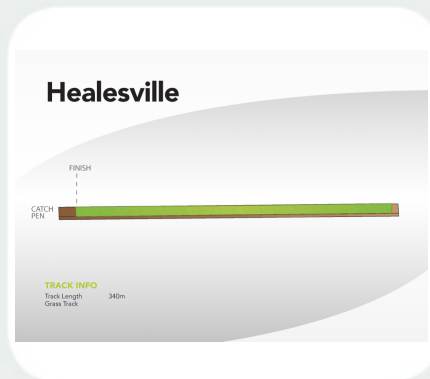 Healesville
FINISH
CATCH
PEN
TRACK INFO
Track Length 340m
Grass Track